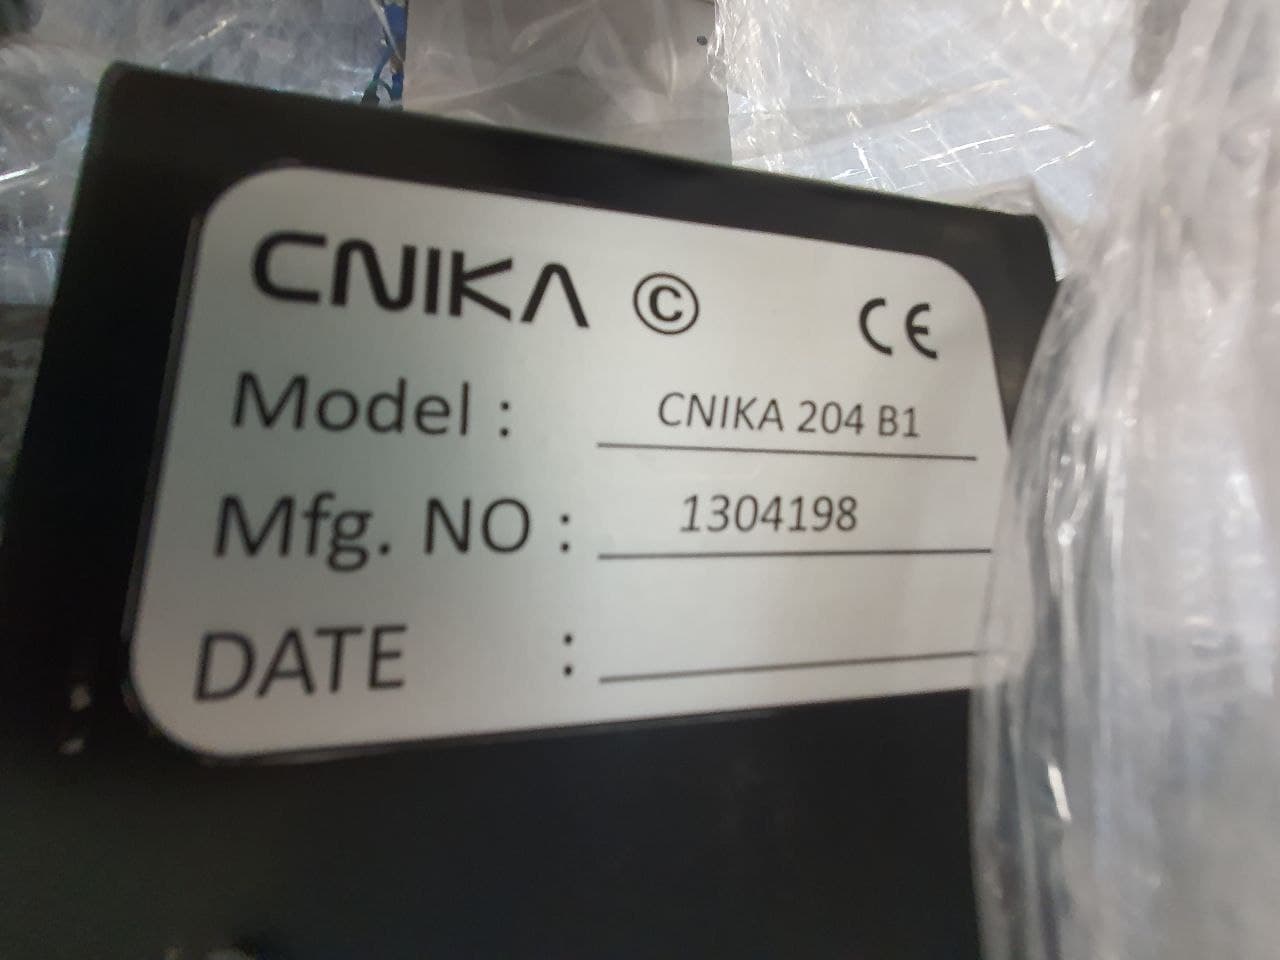 CNIKA © CE
Model : CNIKA 204 B1
Mfg. NO : 1304198
DATE :